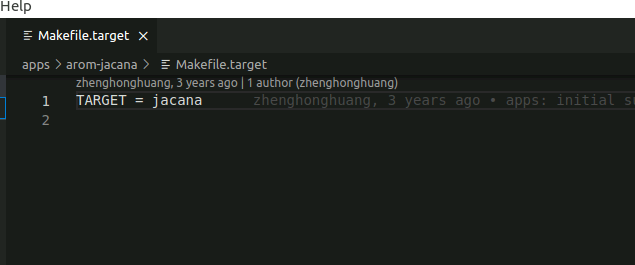 Help
Makefile.target
apps > arom-jacana > Makefile.target
zhenghonghuang, 3 years ago | 1 author (zhenghonghuang)
1 TARGET = jacana zhenghonghuang, 3 years ago • apps: initial
2